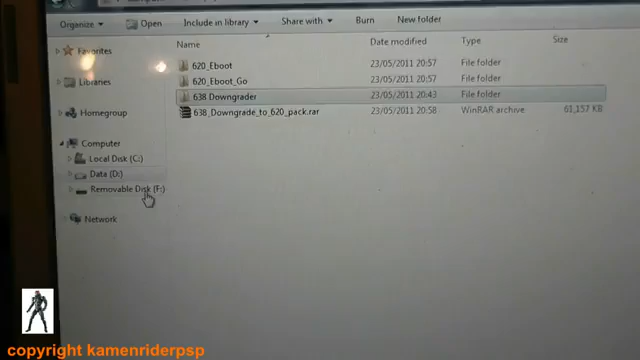 Organize Open Include in library Share with Burn New folder
Name Date modified Type Size
Favorites
620_Eboot 23/05/2011 20:57 File folder
620_Eboot_Go 23/05/2011 20:57 File folder
Libraries
638 Downgrader 23/05/2011 20:43 File folder
638_Downgrade_to_620_pack.rar 23/05/2011 20:58 WinRAR archive 61,157 KB
Homegroup
Computer
Local Disk (C:)
Data (D:)
Removable Disk (F:)
Network
copyright kamenriderpsp